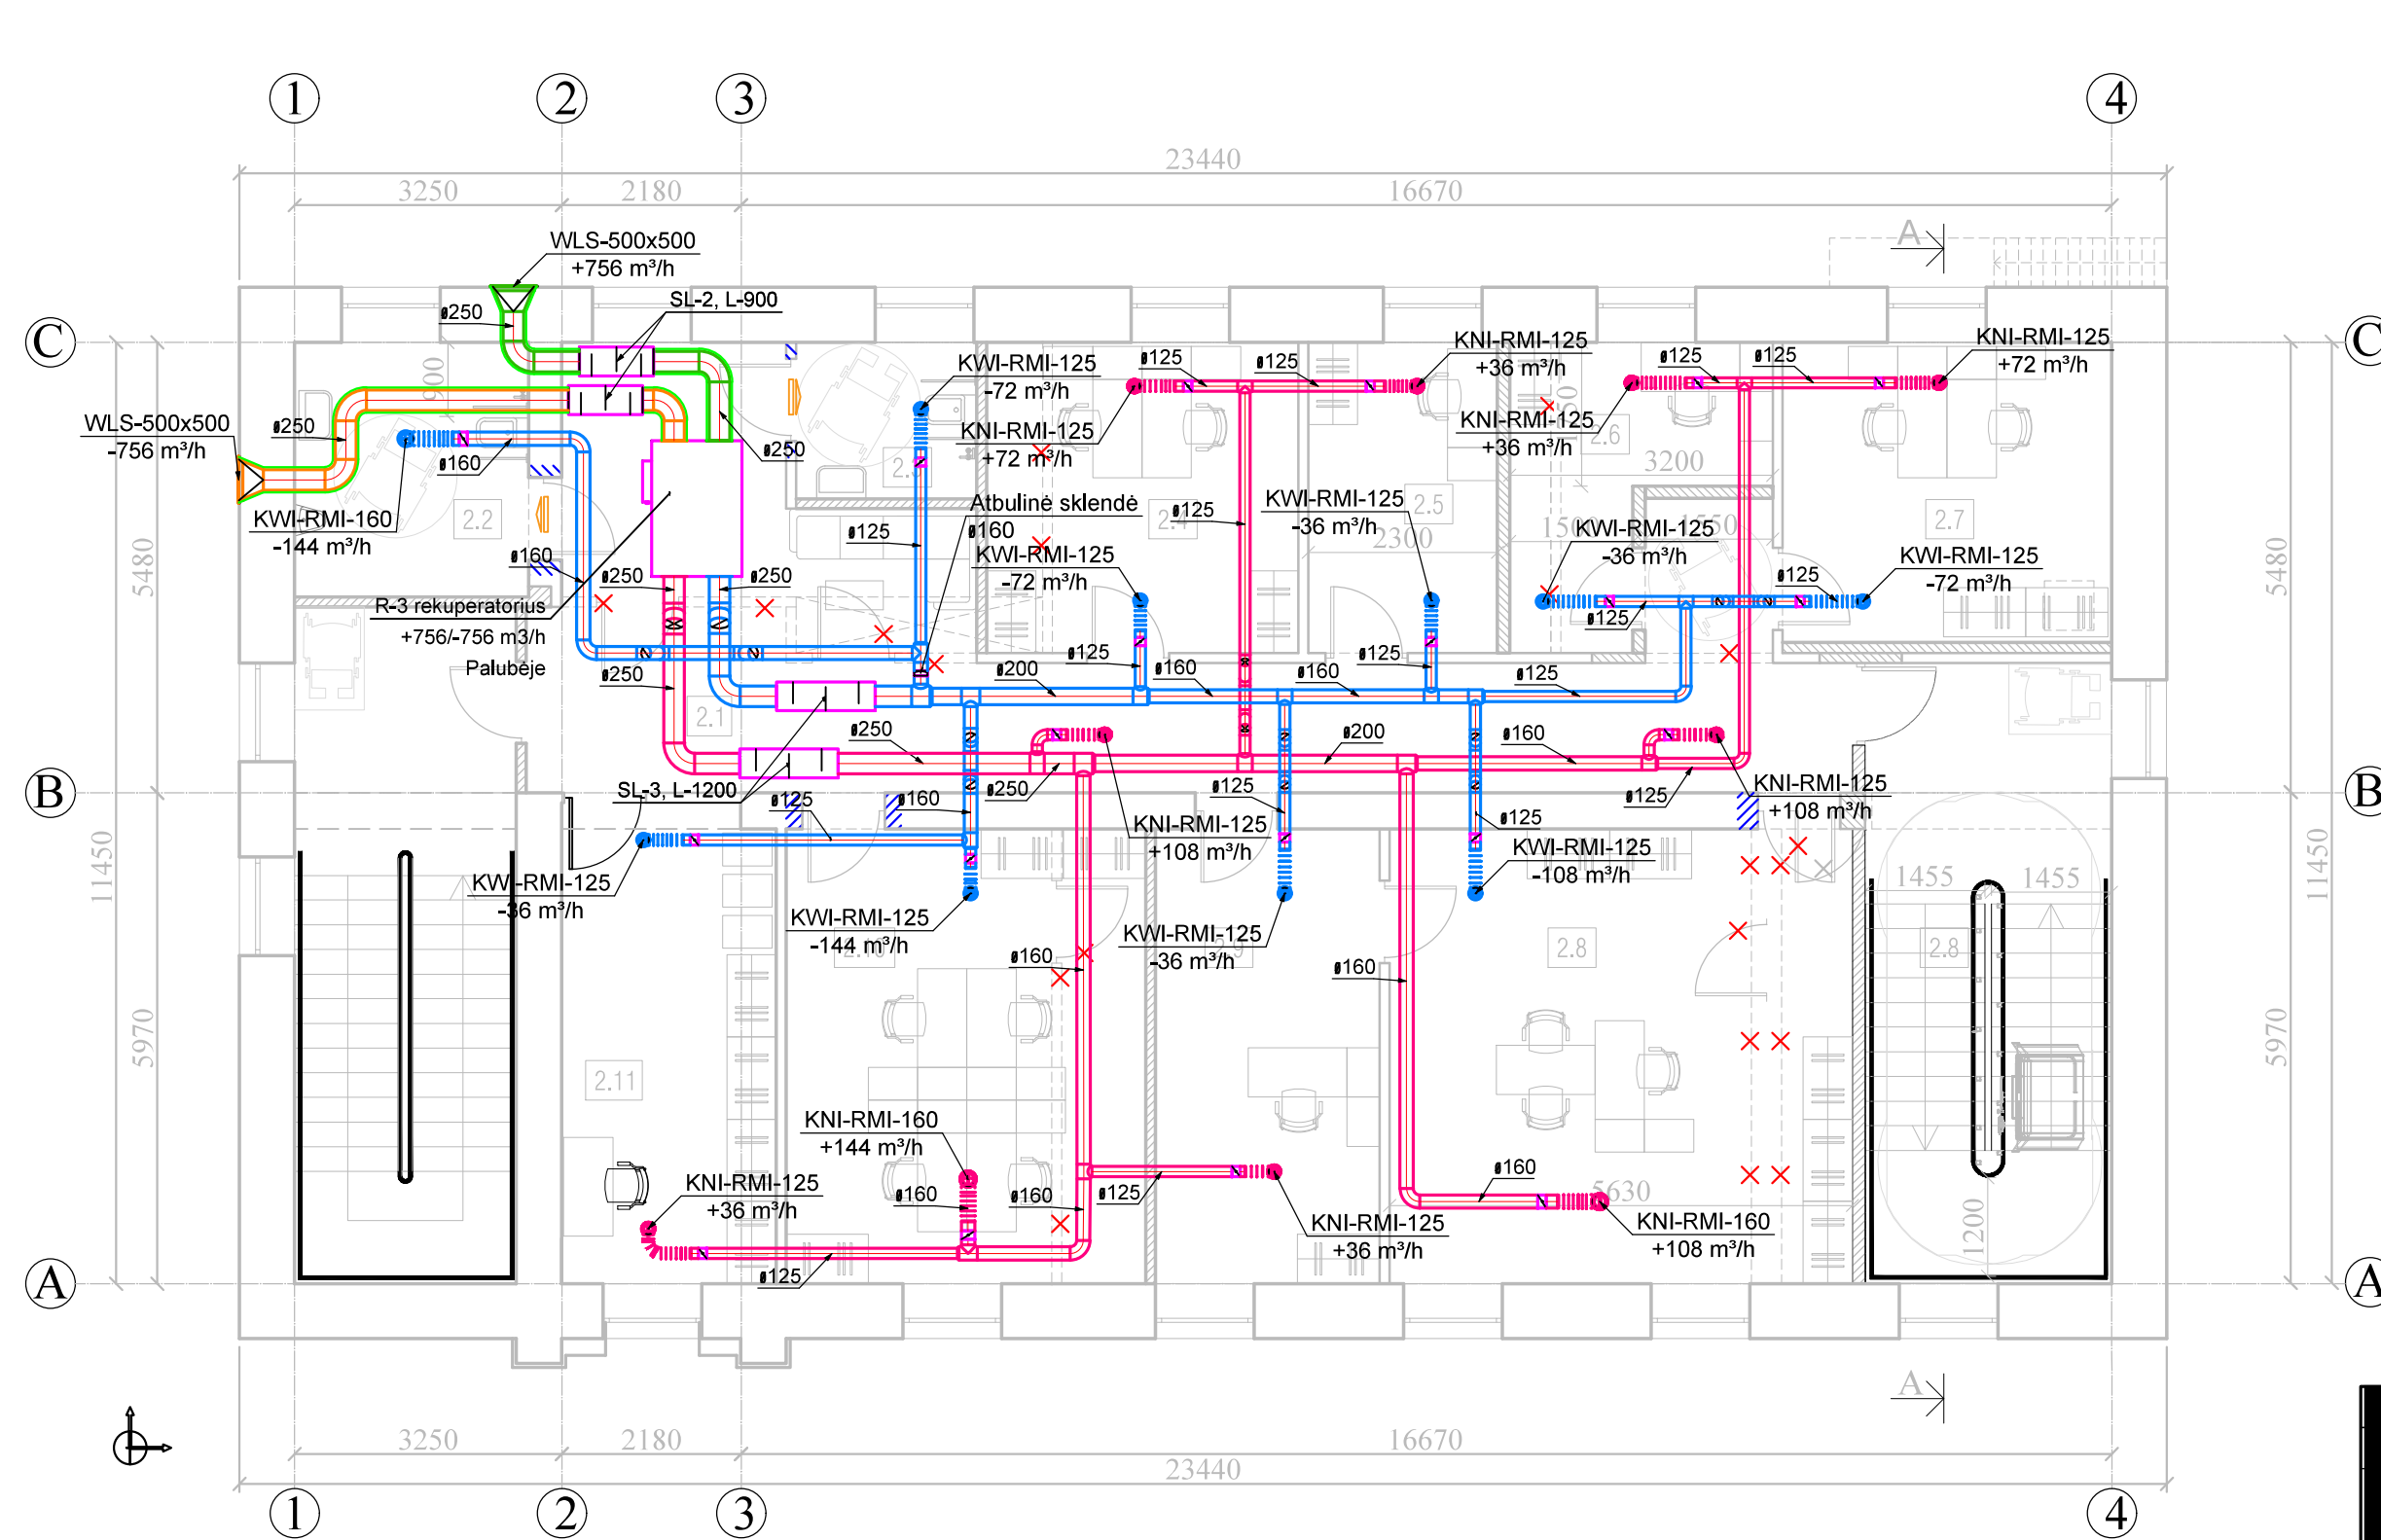 1
2
3
4
23440
3250
2180
16670
A
WLS-500x500
+756 m³/h
SL-2, L-900
ø250
C
C
KWI-RMI-125
-72 m³/h
ø125
ø125
KNI-RMI-125
+36 m³/h
ø125
ø125
KNI-RMI-125
+72 m³/h
900
WLS-500x500
-756 m³/h
ø250
ø160
ø250
KNI-RMI-125
+72 m³/h
KNI-RMI-125
+36 m³/h
2.6
3200
KWI-RMI-160
-144 m³/h
2.2
Atbulinė sklendė
ø160
2.4
KWI-RMI-125
-36 m³/h
2.5
2300
KWI-RMI-125
-36 m³/h
1550
2.7
ø125
ø125
KWI-RMI-125
-72 m³/h
KWI-RMI-125
-72 m³/h
5480
5480
ø160
ø250
ø250
ø125
ø125
R-3 rekuperatorius
+756/-756 m3/h
Palubėje
ø250
ø200
ø125
ø160
ø160
ø125
ø125
2.1
ø250
ø200
ø160
B
B
SL-3, L-1200
ø125
ø160
ø250
ø125
ø125
ø125
KNI-RMI-125
+108 m³/h
KNI-RMI-125
+108 m³/h
KWI-RMI-125
-36 m³/h
KWI-RMI-125
-108 m³/h
11450
11450
1455
1455
KWI-RMI-125
-144 m³/h
KWI-RMI-125
-36 m³/h
2.8
2.8
ø160
ø160
5970
5970
2.11
KNI-RMI-160
+144 m³/h
KNI-RMI-125
+36 m³/h
ø160
ø160
ø125
ø160
5630
1200
KNI-RMI-125
+36 m³/h
KNI-RMI-160
+108 m³/h
ø125
A
A
A
3250
2180
16670
23440
1
2
3
4